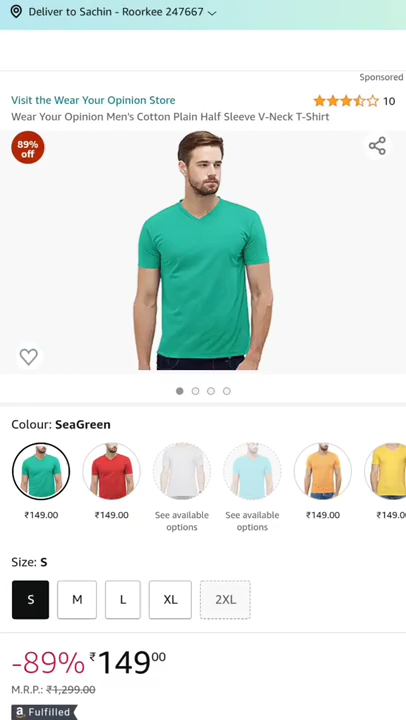 Deliver to Sachin - Roorkee 247667
Sponsored
Visit the Wear Your Opinion Store 10
Wear Your Opinion Men's Cotton Plain Half Sleeve V-Neck T-Shirt
89%
off
Colour: SeaGreen
₹149.00 ₹149.00 See available options See available options ₹149.00 ₹149.0
Size: S
S M L XL 2XL
-89% ₹149 00
M.R.P.: ₹1,299.00
a Fulfilled